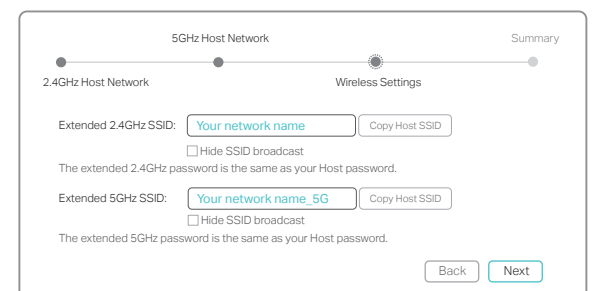 5GHz Host Network Summary
2.4GHz Host Network Wireless Settings
Extended 2.4GHz SSID: Your network name Copy Host SSID
Hide SSID broadcast
The extended 2.4GHz password is the same as your Host password.
Extended 5GHz SSID: Your network name_5G Copy Host SSID
Hide SSID broadcast
The extended 5GHz password is the same as your Host password.
Back Next